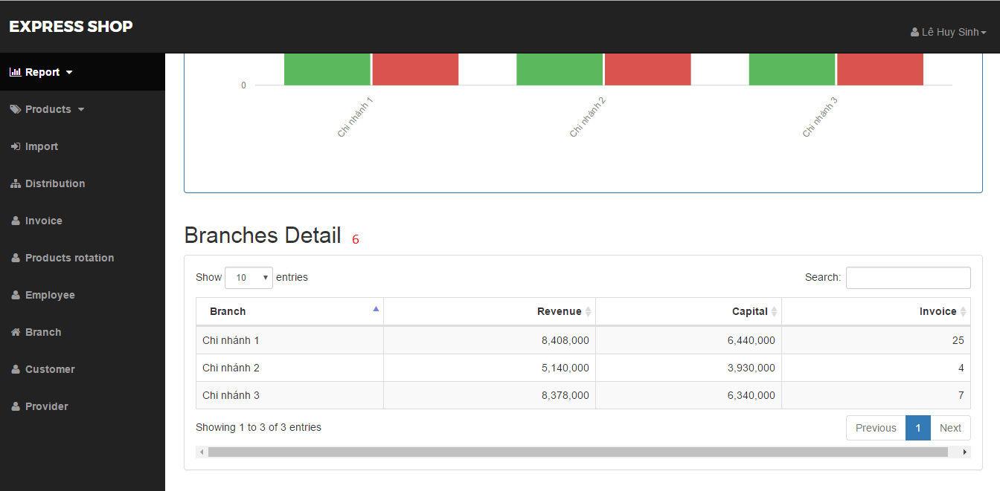 EXPRESS SHOP
Lê Huy Sinh
Report
Products
Import
Distribution
Invoice
Products rotation
Employee
Branch
Customer
Provider
0
Chi nhánh 1
Chi nhánh 2
Chi nhánh 3
Branches Detail 6
Show 10 entries Search:
Branch Revenue Capital Invoice
Chi nhánh 1 8,408,000 6,440,000 25
Chi nhánh 2 5,140,000 3,930,000 4
Chi nhánh 3 8,378,000 6,340,000 7
Showing 1 to 3 of 3 entries Previous 1 Next